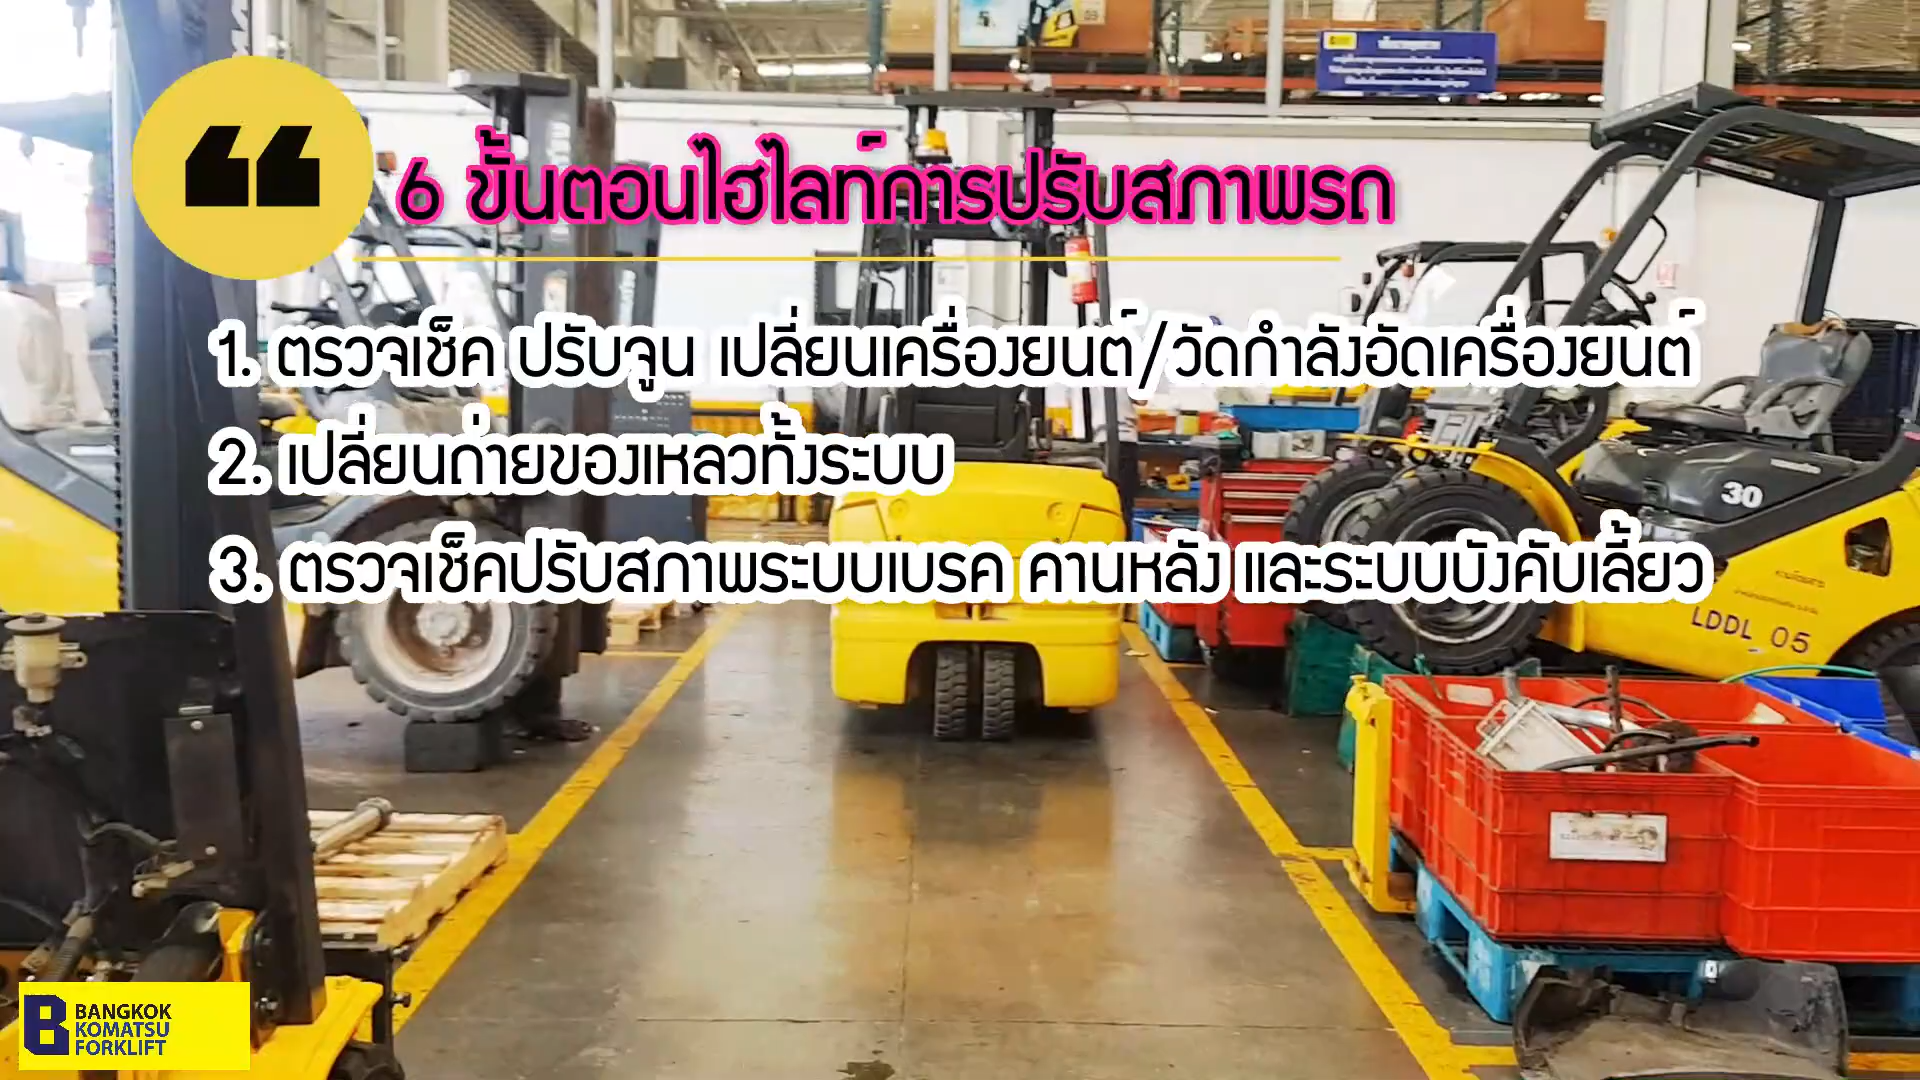 6 ขั้นตอนไฮไลท์การปรับสภาพรถ
1. ตรวจเช็ค ปรับจูน เปลี่ยนเครื่องยนต์/วัดกำลังอัดเครื่องยนต์
2. เปลี่ยนถ่ายของเหลวทั้งระบบ
3. ตรวจเช็คปรับสภาพระบบเบรค คานหลัง และระบบบังคับเลี้ยว
30
LDDL 05
BANGKOK
KOMATSU
FORKLIFT